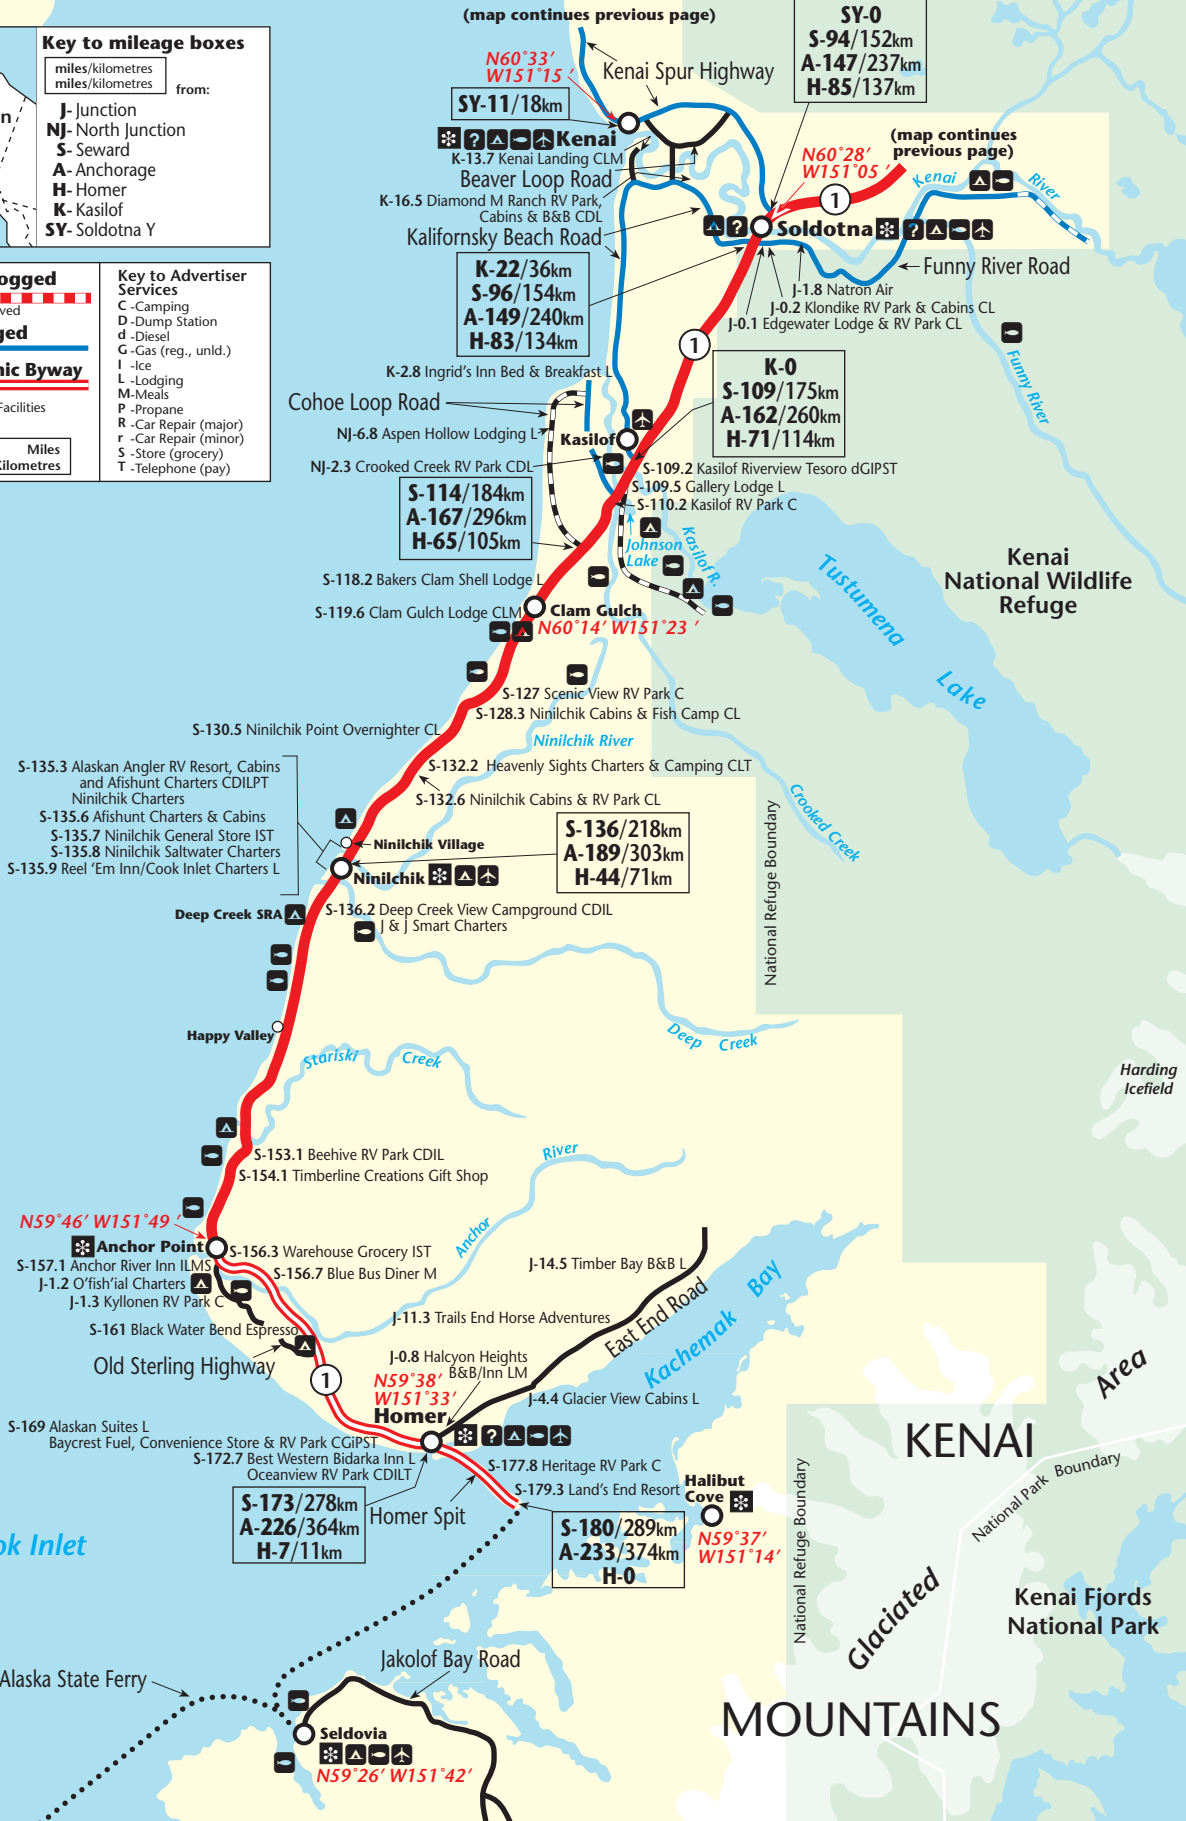 (map continues previous page)
Key to mileage boxes
miles/kilometres
miles/kilometres
from:
J- Junction
NJ- North Junction
S- Seward
A- Anchorage
H- Homer
K- Kasilof
SY- Soldotna Y
Key to Advertiser
Services
C -Camping
D -Dump Station
d -Diesel
G -Gas (reg., unld.)
I -Ice
L -Lodging
M -Meals
P -Propane
R -Car Repair (major)
r -Car Repair (minor)
S -Store (grocery)
T -Telephone (pay)
ogged
ved
ged
nic Byway
Facilities
Miles
ilometres
n
SY-0
S-94/152km
A-147/237km
H-85/137km
N60°33’
W151°15 ’
Kenai Spur Highway
SY-11/18km
Kenai
K-13.7 Kenai Landing CLM
Beaver Loop Road
K-16.5 Diamond M Ranch RV Park,
Cabins & B&B CDL
Kalifornsky Beach Road
(map continues
previous page)
N60°28’
W151°05 ’
1
Kenai
River
Soldotna
Funny River Road
J-1.8 Natron Air
J-0.2 Klondike RV Park & Cabins CL
J-0.1 Edgewater Lodge & RV Park CL
Funny River
K-22/36km
S-96/154km
A-149/240km
H-83/134km
1
K-2.8 Ingrid’s Inn Bed & Breakfast L
Cohoe Loop Road
NJ-6.8 Aspen Hollow Lodging L
Kasilof
NJ-2.3 Crooked Creek RV Park CDL
K-0
S-109/175km
A-162/260km
H-71/114km
S-109.2 Kasilof Riverview Tesoro dGIPST
S-109.5 Gallery Lodge L
S-110.2 Kasilof RV Park C
S-114/184km
A-167/296km
H-65/105km
Johnson
Lake
Kasilof R.
Tustumena
Lake
Kenai
National Wildlife
Refuge
S-118.2 Bakers Clam Shell Lodge L
S-119.6 Clam Gulch Lodge CLM
Clam Gulch
N60°14’ W151°23 ’
S-127 Scenic View RV Park C
S-128.3 Ninilchik Cabins & Fish Camp CL
S-130.5 Ninilchik Point Overnighter CL
Ninilchik River
S-132.2 Heavenly Sights Charters & Camping CLT
S-132.6 Ninilchik Cabins & RV Park CL
Crooked Creek
National Refuge Boundary
S-135.3 Alaskan Angler RV Resort, Cabins
and Afishunt Charters CDILPT
Ninilchik Charters
S-135.6 Afishunt Charters & Cabins
S-135.7 Ninilchik General Store IST
S-135.8 Ninilchik Saltwater Charters
S-135.9 Reel ‘Em Inn/Cook Inlet Charters L
Ninilchik Village
Ninilchik
S-136/218km
A-189/303km
H-44/71km
Deep Creek SRA
S-136.2 Deep Creek View Campground CDIL
J & J Smart Charters
Happy Valley
Deep Creek
Stariski Creek
Harding
Icefield
S-153.1 Beehive RV Park CDIL
S-154.1 Timberline Creations Gift Shop
Anchor
River
N59°46’ W151°49 ’
Anchor Point
S-156.3 Warehouse Grocery IST
S-157.1 Anchor River Inn ILMS
S-156.7 Blue Bus Diner M
J-1.2 O’fish’ial Charters
J-1.3 Kyllonen RV Park C
S-161 Black Water Bend Espresso
Old Sterling Highway
1
J-14.5 Timber Bay B&B L
J-11.3 Trails End Horse Adventures
East End Road
Kachemak Bay
J-0.8 Halcyon Heights
B&B/Inn LM
N59°38’
W151°33’
Homer
J-4.4 Glacier View Cabins L
S-169 Alaskan Suites L
Baycrest Fuel, Convenience Store & RV Park CGiPST
S-172.7 Best Western Bidarka Inn L
Oceanview RV Park CDILT
S-177.8 Heritage RV Park C
S-179.3 Land’s End Resort
Halibut
Cove
N59°37’
W151°14’
S-173/278km
A-226/364km
H-7/11km
Homer Spit
S-180/289km
A-233/374km
H-0
KENAI
MOUNTAINS
Glaciated
Area
National Park Boundary
National Refuge Boundary
Kenai Fjords
National Park
ok Inlet
Alaska State Ferry
Jakolof Bay Road
Seldovia
N59°26’ W151°42’